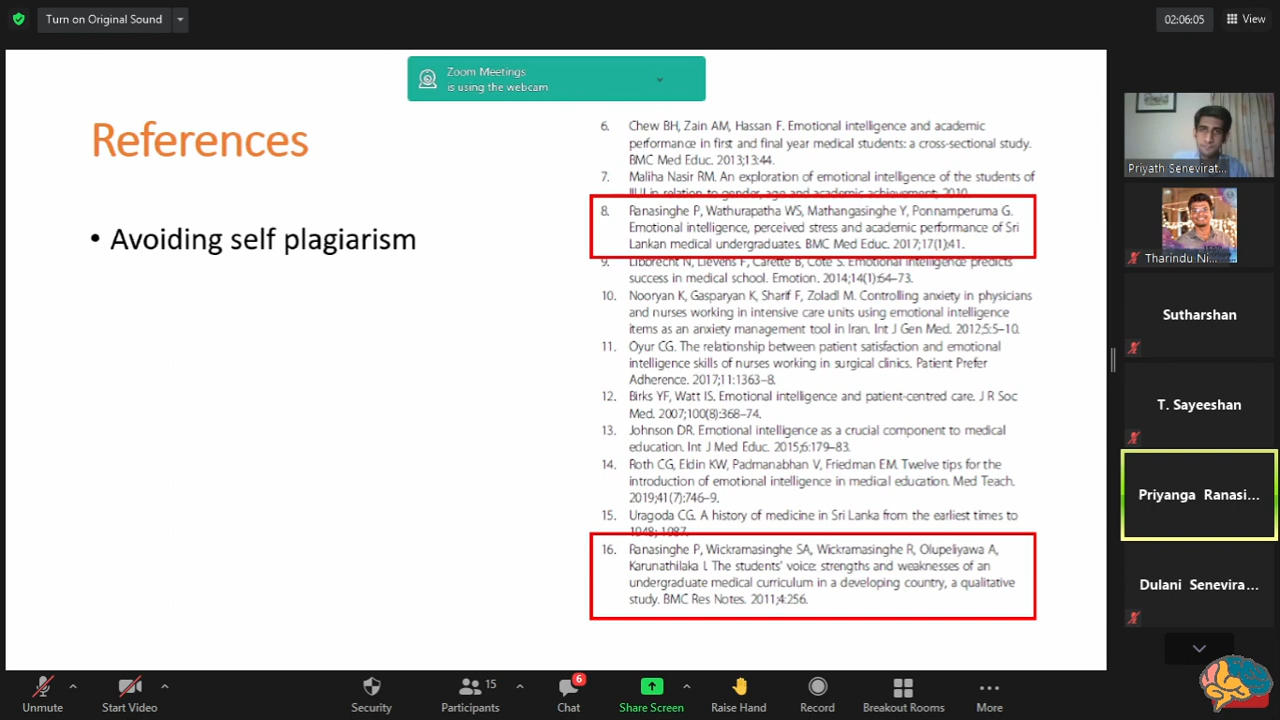 Turn on Original Sound
02:06:05
View
Zoom Meetings
is using the webcam
References
• Avoiding self plagiarism
6. Chew BH, Zain AM, Hassan F. Emotional intelligence and academic
performance in first and final year medical students: a cross-sectional study.
BMC Med Educ. 2013;13:44.
7. Maliha Nasir RM. An exploration of emotional intelligence of the students of
IIUI in relation to gender, age and academic achievement; 2010.
8. Ranasinghe P, Wathurapatha WS, Mathangasinghe Y, Ponnamperuma G.
Emotional intelligence, perceived stress and academic performance of Sri
Lankan medical undergraduates. BMC Med Educ. 2017;17(1):41.
9. Libbrecht N, Lievens F, Carette B, Côté S. Emotional intelligence predicts
success in medical school. Emotion. 2014;14(1):64–73.
10. Nooryan K, Gasparyan K, Sharif F, Zoladl M. Controlling anxiety in physicians
and nurses working in intensive care units using emotional intelligence
items as an anxiety management tool in Iran. Int J Gen Med. 2012;5:5–10.
11. Oyur CG. The relationship between patient satisfaction and emotional
intelligence skills of nurses working in surgical clinics. Patient Prefer
Adherence. 2017;11:1363–8.
12. Birks YF, Watt IS. Emotional intelligence and patient-centred care. J R Soc
Med. 2007;100(8):368–74.
13. Johnson DR. Emotional intelligence as a crucial component to medical
education. Int J Med Educ. 2015;6:179–83.
14. Roth CG, Eldin KW, Padmanabhan V, Friedman EM. Twelve tips for the
introduction of emotional intelligence in medical education. Med Teach.
2019;41(7):746–9.
15. Uragoda CG. A history of medicine in Sri Lanka from the earliest times to
1948; 1987.
16. Ranasinghe P, Wickramasinghe SA, Wickramasinghe R, Olupeliyawa A,
Karunathilaka I. The students' voice: strengths and weaknesses of an
undergraduate medical curriculum in a developing country, a qualitative
study. BMC Res Notes. 2011;4:256.
Priyath Senevirat...
Tharindu Ni...
Sutharshan
T. Sayeeshan
Priyanga Ranasi...
Dulani Senevira...
Unmute
Start Video
Security
15
Participants
6
Chat
Share Screen
Raise Hand
Record
Breakout Rooms
More